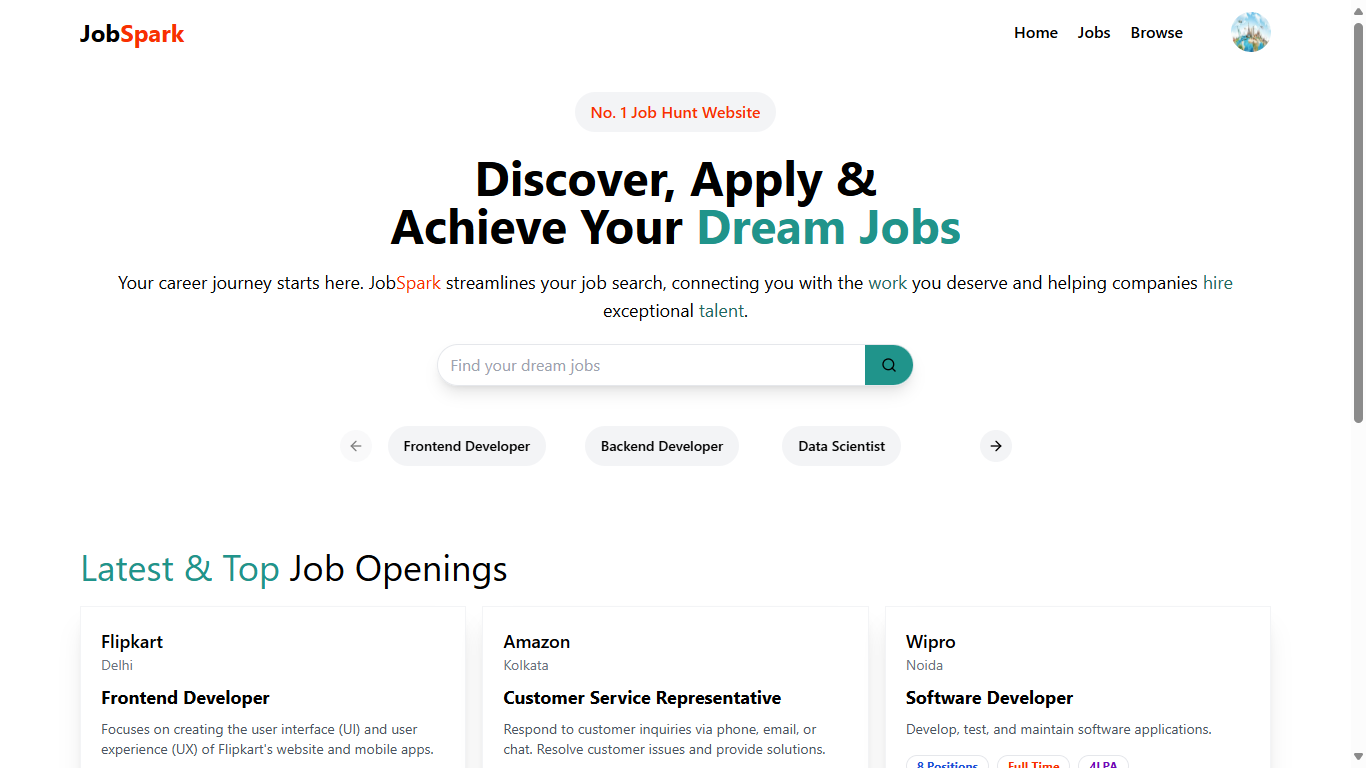 JobSpark
Home Jobs Browse
No. 1 Job Hunt Website
Discover, Apply &
Achieve Your Dream Jobs
Your career journey starts here. JobSpark streamlines your job search, connecting you with the work you deserve and helping companies hire
exceptional talent.
Find your dream jobs
Frontend Developer Backend Developer Data Scientist
Latest & Top Job Openings
Flipkart
Delhi
Frontend Developer
Focuses on creating the user interface (UI) and user
experience (UX) of Flipkart's website and mobile apps.
Amazon
Kolkata
Customer Service Representative
Respond to customer inquiries via phone, email, or
chat. Resolve customer issues and provide solutions.
Wipro
Noida
Software Developer
Develop, test, and maintain software applications.
8 Positions Full Time 4LPA